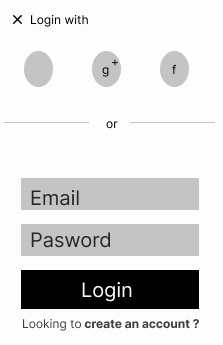 ✕ Login with
g+ f
or
Email
Pasword
Login
Looking to create an account ?